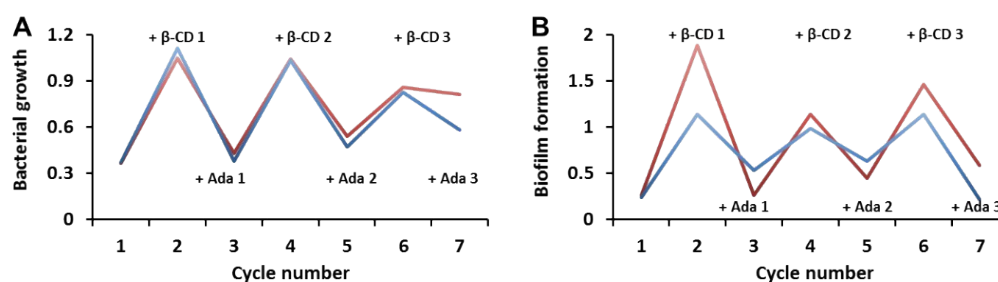 A
Bacterial growth
1.2
0.9
0.6
0.3
0
+ β-CD 1
+ β-CD 2
+ β-CD 3
+ Ada 1
+ Ada 2
+ Ada 3
1 2 3 4 5 6 7
Cycle number
B
Biofilm formation
2
1.5
1
0.5
0
+ β-CD 1
+ β-CD 2
+ β-CD 3
+ Ada 1
+ Ada 2
+ Ada 3
1 2 3 4 5 6 7
Cycle number